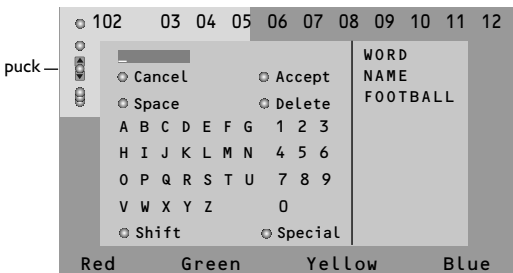 102 03 04 05 06 07 08 09 10 11 12
puck
_
Cancel Accept
Space Delete
A B C D E F G 1 2 3
H I J K L M N 4 5 6
O P Q R S T U 7 8 9
V W X Y Z 0
Shift Special
WORD
NAME
FOOTBALL
Red Green Yellow Blue